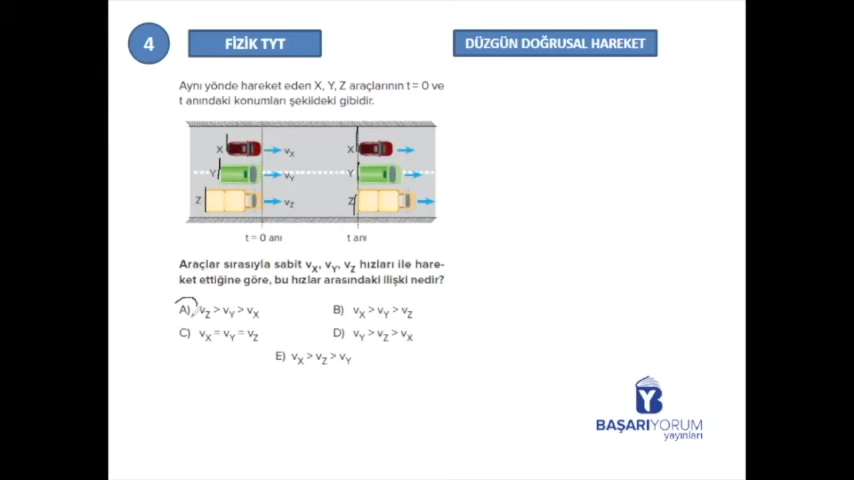 4
FİZİK TYT
DÜZGÜN DOĞRUSAL HAREKET
Aynı yönde hareket eden X, Y, Z araçlarının t = 0 ve
t anındaki konumları şekildeki gibidir.
X vX X
Y vY Y
Z vZ Z
t = 0 anı t anı
Araçlar sırasıyla sabit vX, vY, vZ hızları ile hare-
ket ettiğine göre, bu hızlar arasındaki ilişki nedir?
A) vZ > vY > vX B) vX > vY > vZ
C) vX = vY = vZ D) vY > vZ > vX
E) vX > vZ > vY
BAŞARIYORUM
yayınları